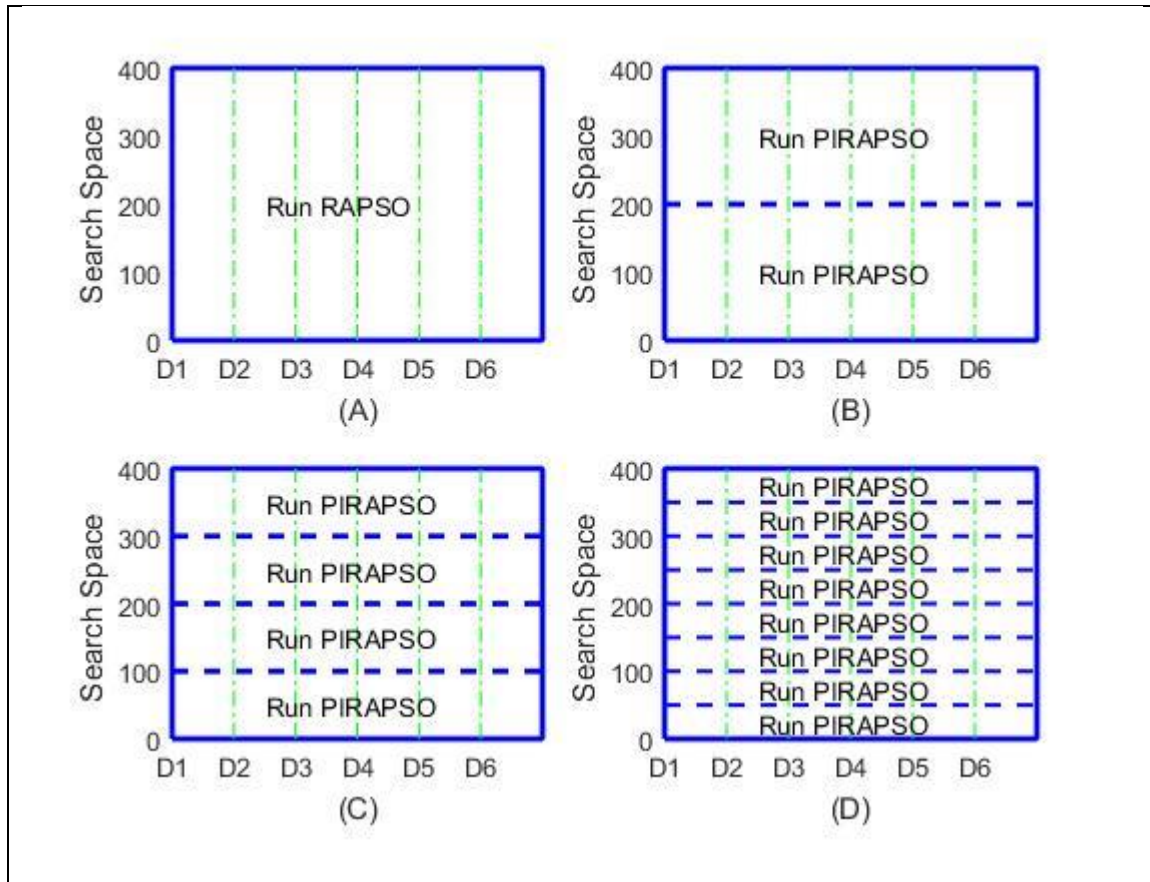 400
300
200
100
0
Search Space
Run RAPSO
D1 D2 D3 D4 D5 D6
(A)
400
300
200
100
0
Search Space
Run PIRAPSO
Run PIRAPSO
D1 D2 D3 D4 D5 D6
(B)
400
300
200
100
0
Search Space
Run PIRAPSO
Run PIRAPSO
Run PIRAPSO
Run PIRAPSO
D1 D2 D3 D4 D5 D6
(C)
400
300
200
100
0
Search Space
Run PIRAPSO
Run PIRAPSO
Run PIRAPSO
Run PIRAPSO
Run PIRAPSO
Run PIRAPSO
Run PIRAPSO
Run PIRAPSO
D1 D2 D3 D4 D5 D6
(D)